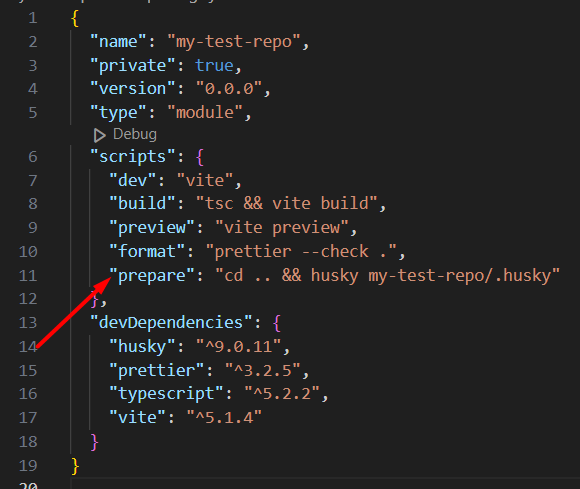 1 {
2 "name": "my-test-repo",
3 "private": true,
4 "version": "0.0.0",
5 "type": "module",
Debug
6 "scripts": {
7 "dev": "vite",
8 "build": "tsc && vite build",
9 "preview": "vite preview",
10 "format": "prettier --check .",
11 "prepare": "cd .. && husky my-test-repo/.husky"
12 },
13 "devDependencies": {
14 "husky": "^9.0.11",
15 "prettier": "^3.2.5",
16 "typescript": "^5.2.2",
17 "vite": "^5.1.4"
18 }
19 }
20